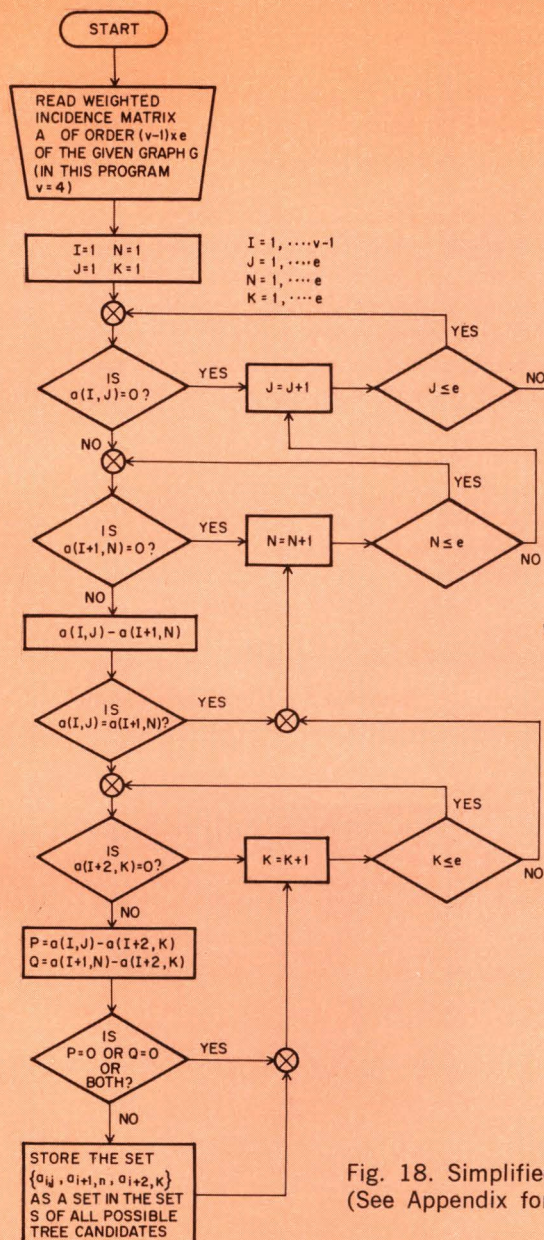 START
READ WEIGHTED
INCIDENCE MATRIX
A OF ORDER (v-1)xe
OF THE GIVEN GRAPH G
(IN THIS PROGRAM
v=4)
I=1 N=1
J=1 K=1
I = 1, ····v-1
J = 1, ····e
N = 1, ····e
K = 1, ····e
YES
IS
a(I,J)=0?
YES
J=J+1
J≤e
NO
NO
YES
IS
a(I+1,N)=0?
YES
N=N+1
N≤e
NO
NO
a(I,J)-a(I+1,N)
IS
a(I,J)=a(I+1,N)?
YES
YES
IS
a(I+2,K)=0?
K=K+1
K≤e
NO
NO
P=a(I,J)-a(I+2,K)
Q=a(I+1,N)-a(I+2,K)
IS
P=0 OR Q=0
OR
BOTH?
YES
NO
STORE THE SET
{aij, ai+1,n, ai+2,K}
AS A SET IN THE SET
S OF ALL POSSIBLE
TREE CANDIDATES
Fig. 18. Simplifie
(See Appendix for